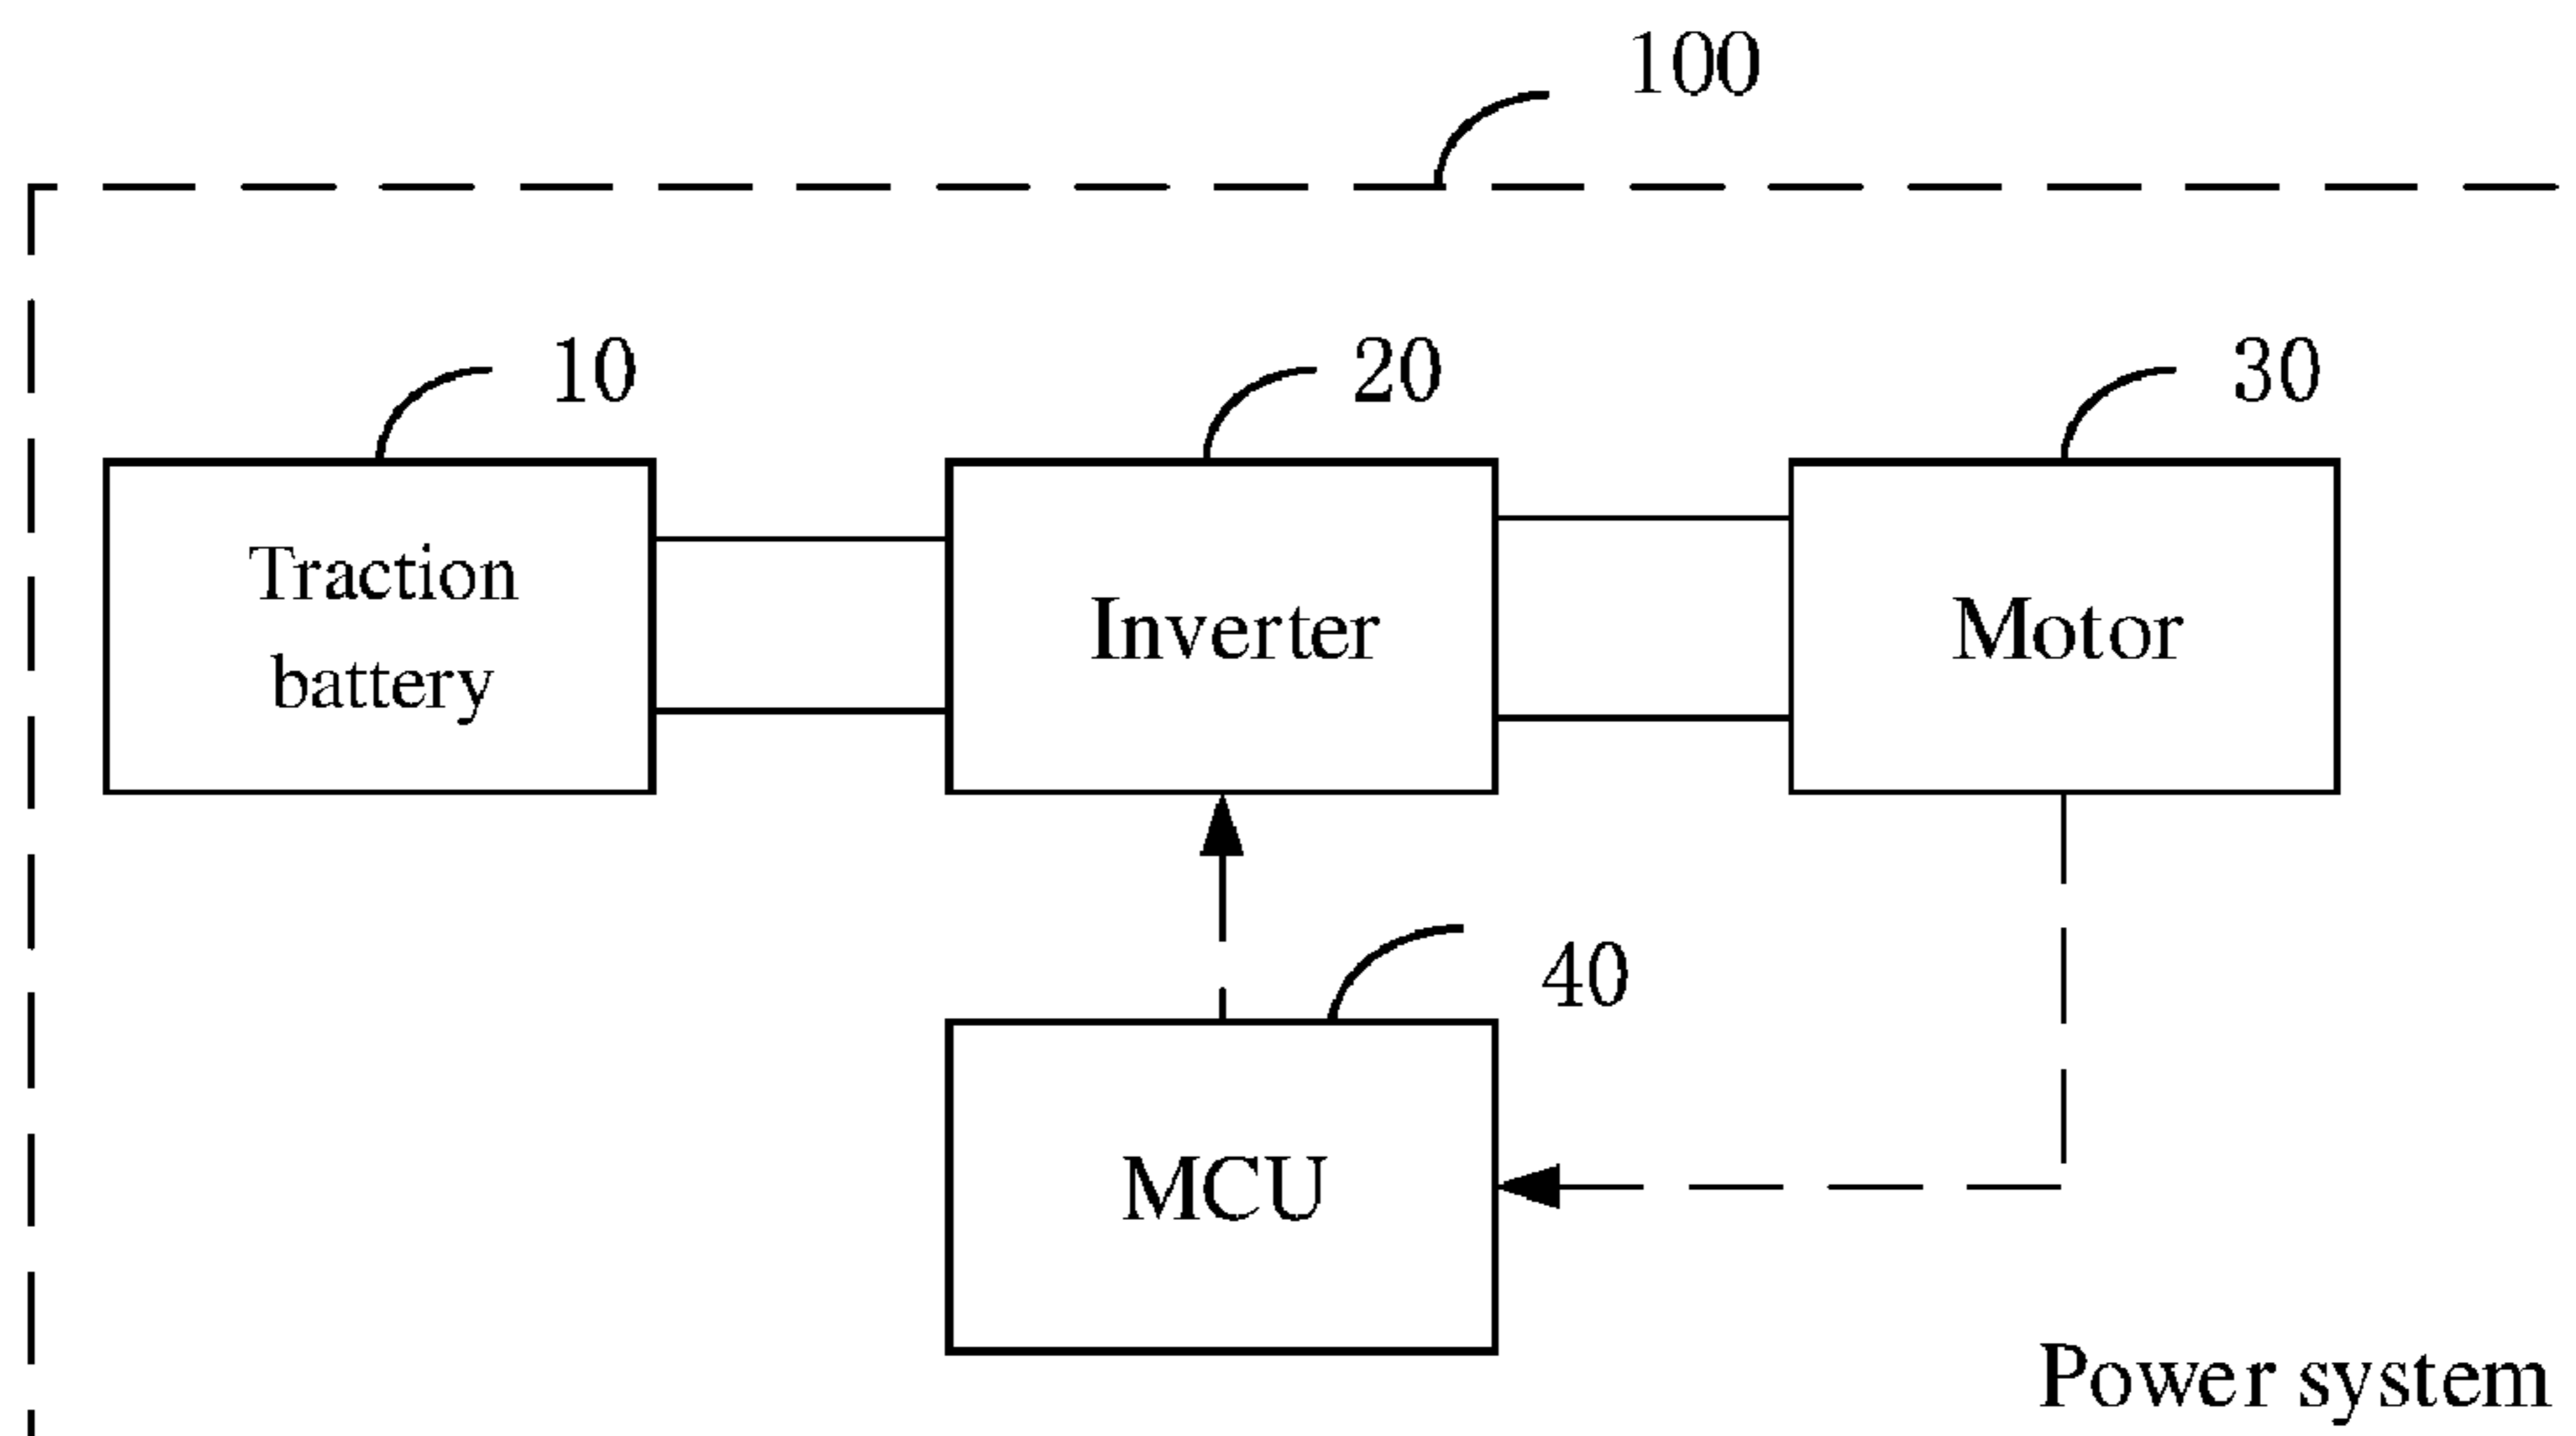 100
10
20
30
Traction
battery
Inverter
Motor
40
MCU
Power system